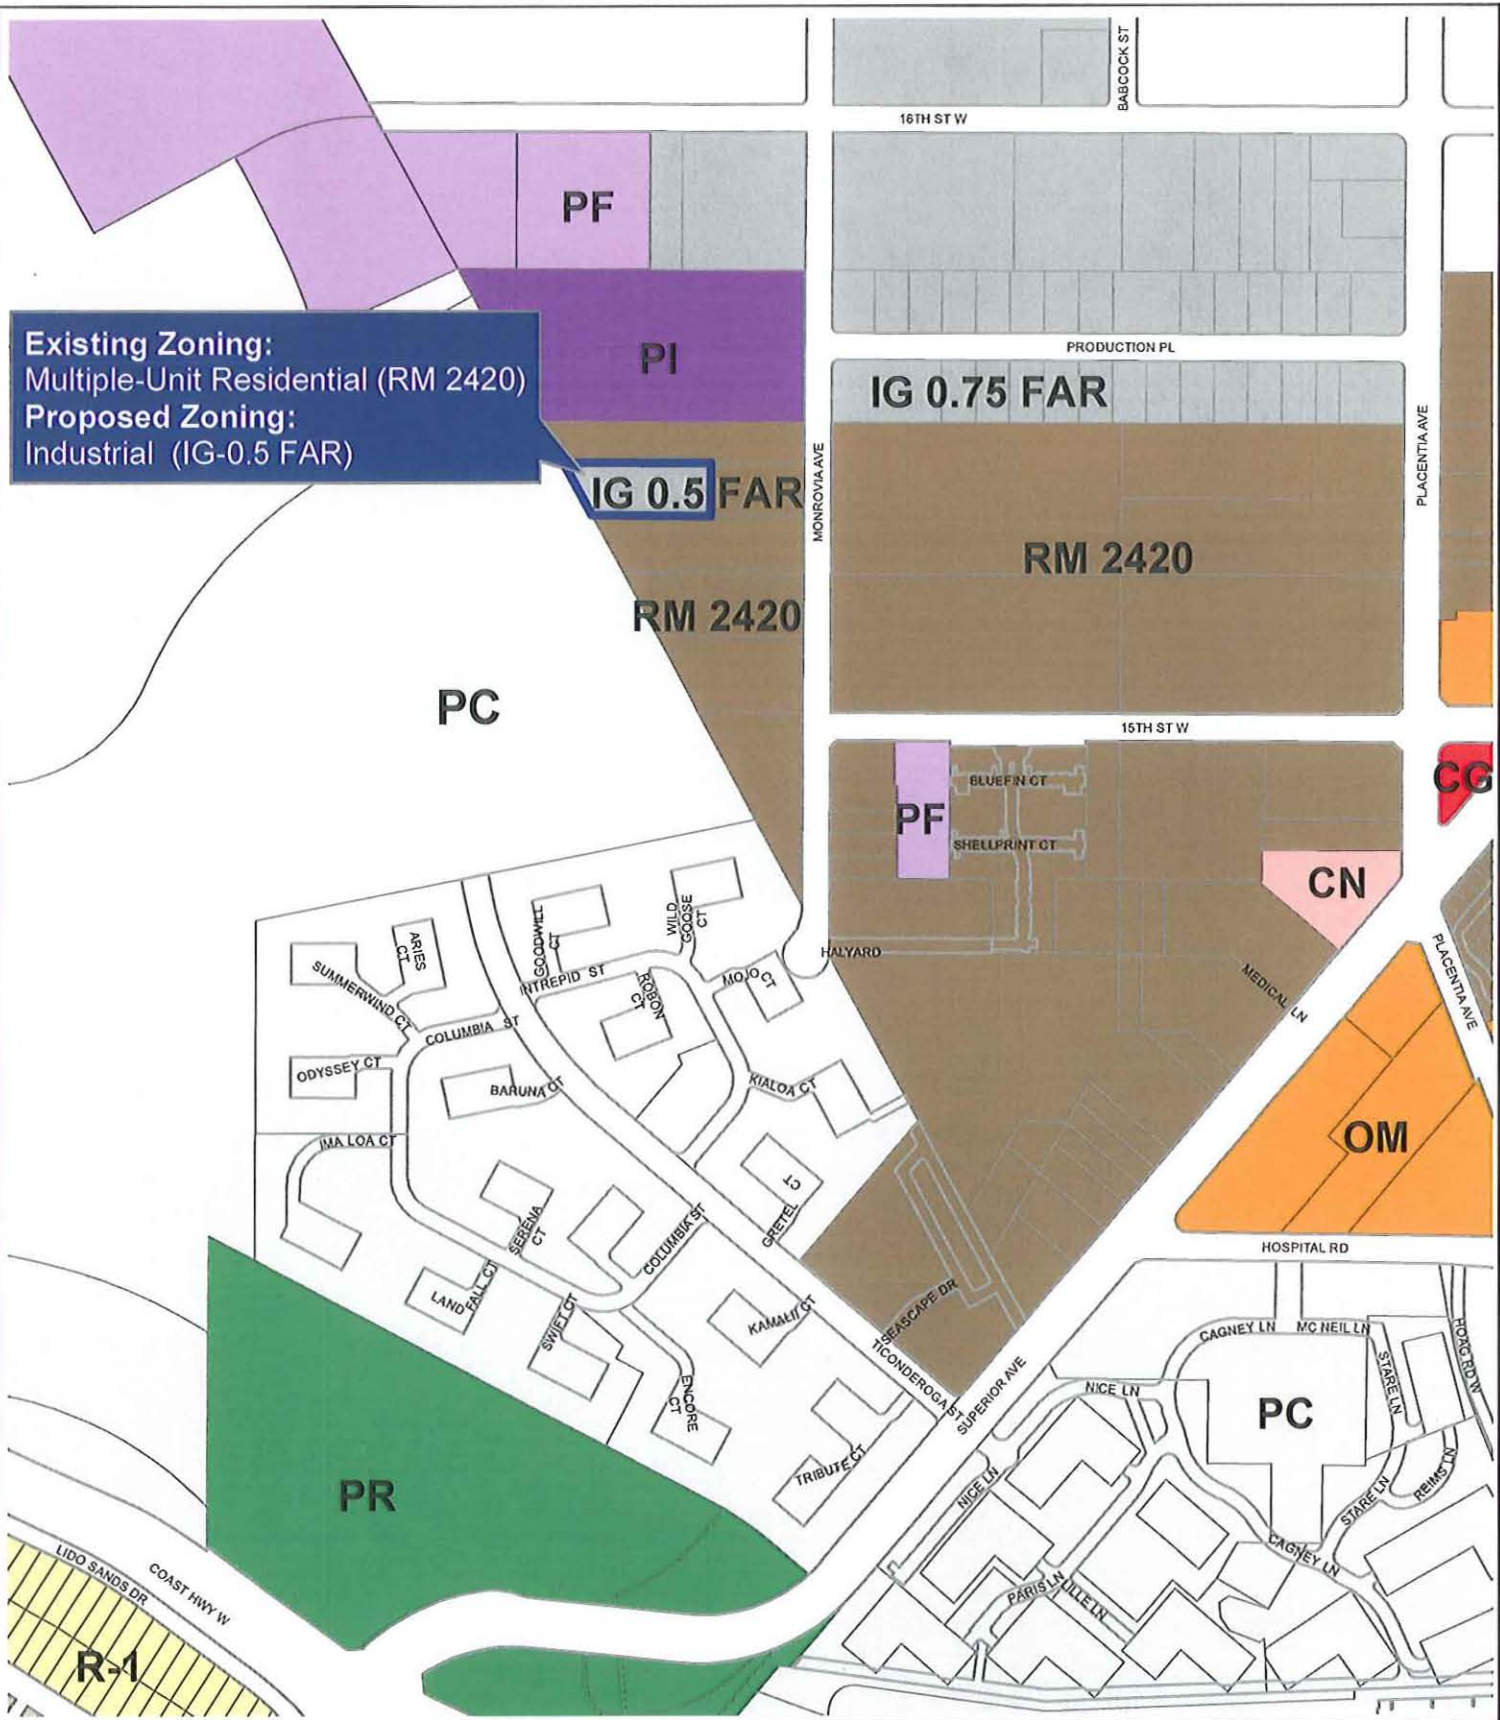 BABCOCK ST
16TH ST W
PF
PI
PRODUCTION PL
IG 0.75 FAR
Existing Zoning:
Multiple-Unit Residential (RM 2420)
Proposed Zoning:
Industrial (IG-0.5 FAR)
MONROVIA AVE
PLACENTIA AVE
IG 0.5 FAR
RM 2420
RM 2420
PC
15TH ST W
BLUEFIN CT
PF
SHELLPRINT CT
CG
CN
GOODWILL CT
WILD GOOSE CT
ARIES CT
HALYARD
SUMMERWIND CT
INTREPID ST
ROBON CT
MOJO CT
MEDICAL LN
PLACENTIA AVE
COLUMBIA ST
ODYSSEY CT
BARUNA CT
KIALOA CT
OM
IMA LOA CT
GRETEL CT
SERENA CT
COLUMBIA ST
HOSPITAL RD
LAND FALL CT
SWIFT CT
KAMALII CT
SEASCAPE DR
TICONDEROGA ST
SUPERIOR AVE
CAGNEY LN
MC NEIL LN
STARE LN
HOAG RD W
NICE LN
PC
ENCORE CT
TRIBUTE CT
NICE LN
STARE LN
REIMS LN
PR
CAGNEY LN
PARIS LN
LILLE LN
LIDO SANDS DR
COAST HWY W
R-1